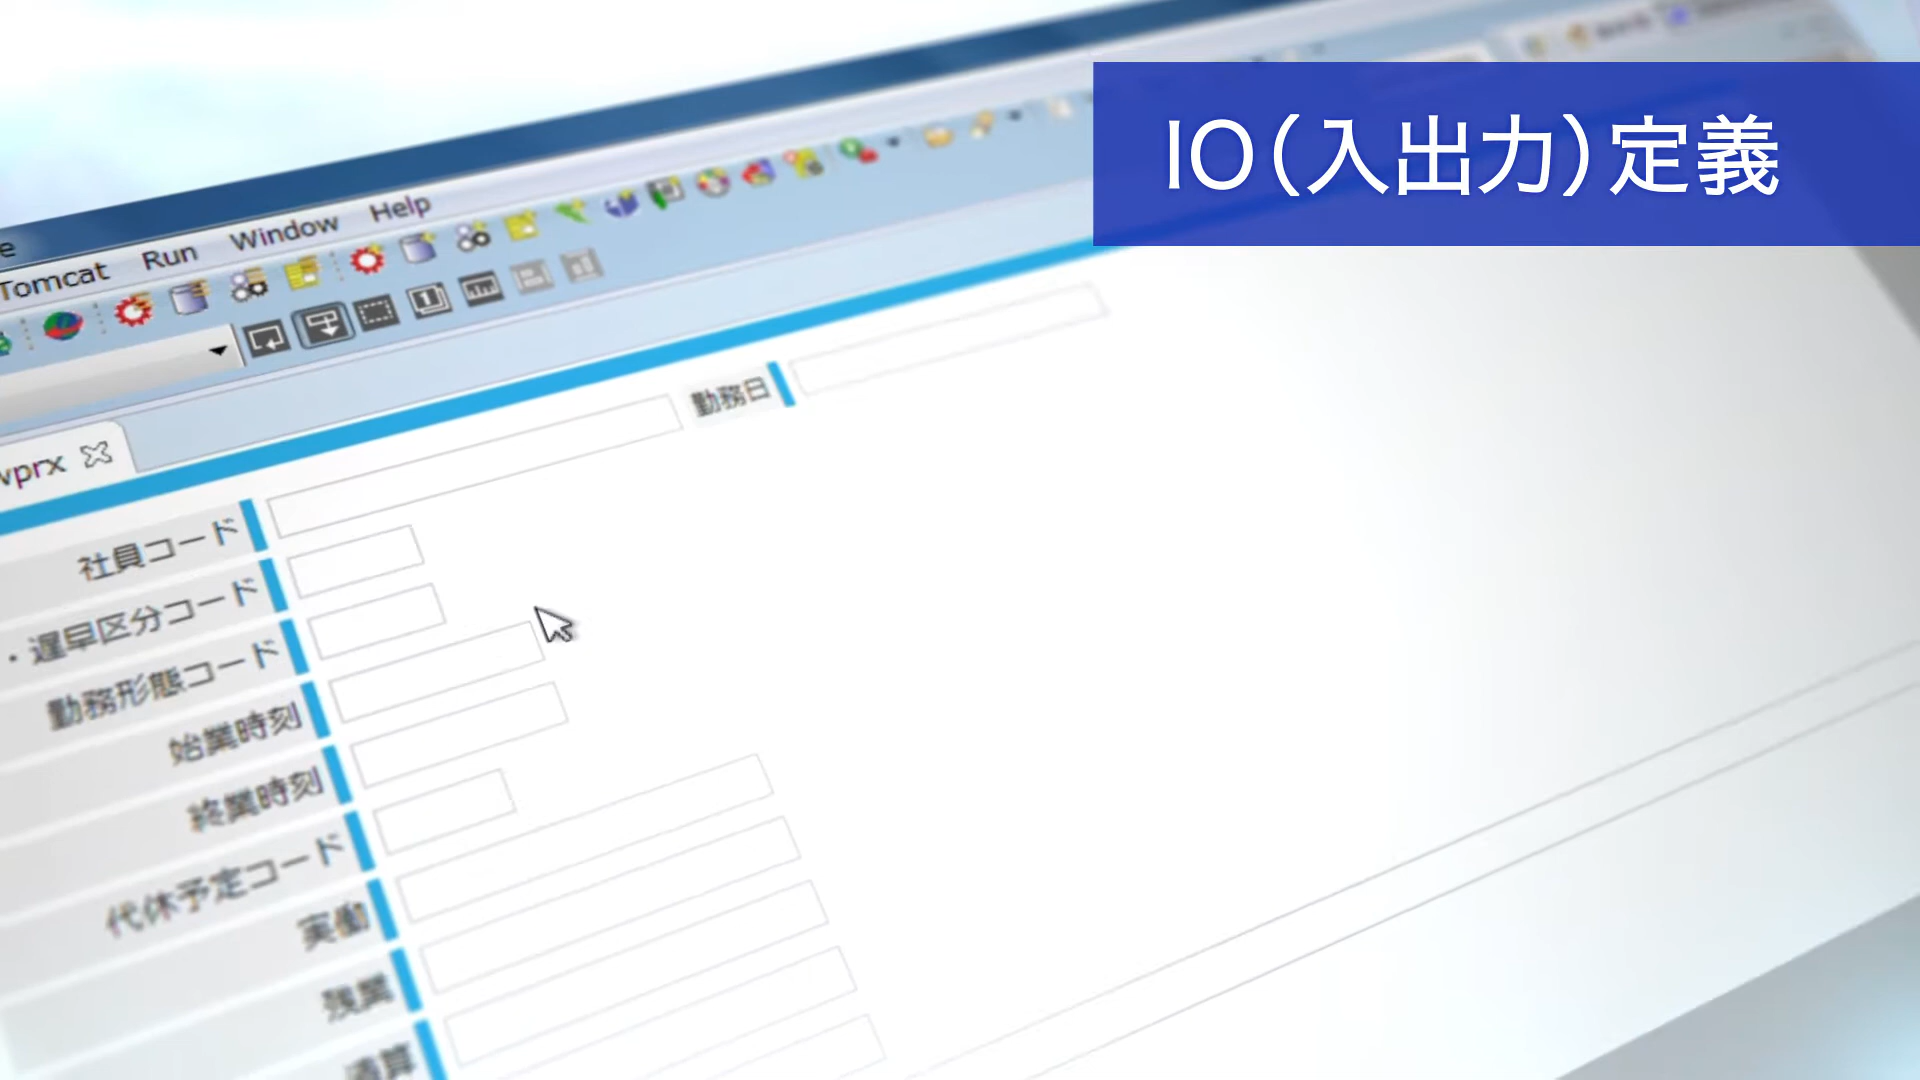 IO（入出力）定義
e
Tomcat Run Window Help
vprx
勤務日
社員コード
・遅早区分コード
勤務形態コード
始業時刻
終業時刻
代休予定コード
実働
残業